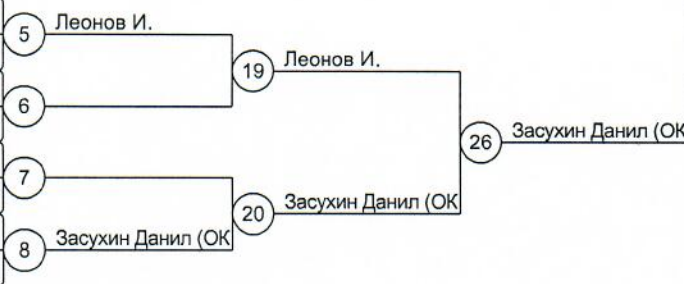 5 Леонов И.
19 Леонов И.
6
26 Засухин Данил (ОК
7
20 Засухин Данил (ОК
8 Засухин Данил (ОК